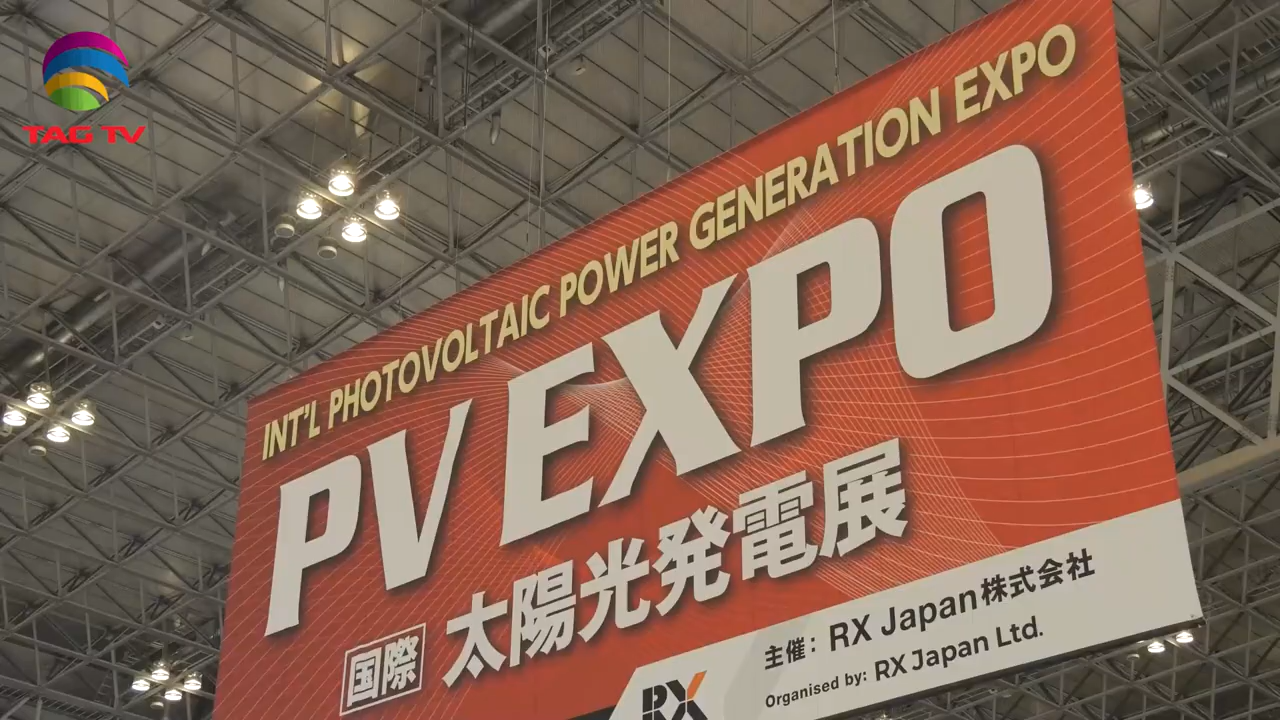 TAG TV
INT'L PHOTOVOLTAIC POWER GENERATION EXPO
PV EXPO
国際 太陽光発電展
主催： RX Japan株式会社
Organised by: RX Japan Ltd.
RX